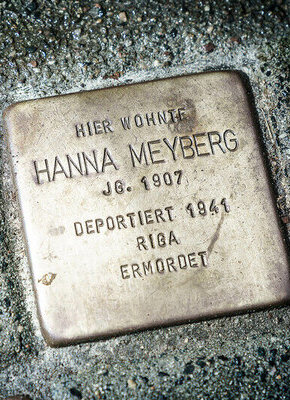 HIER WOHNTE
HANNA MEYBERG
JG. 1907
DEPORTIERT 1941
RIGA
ERMORDET